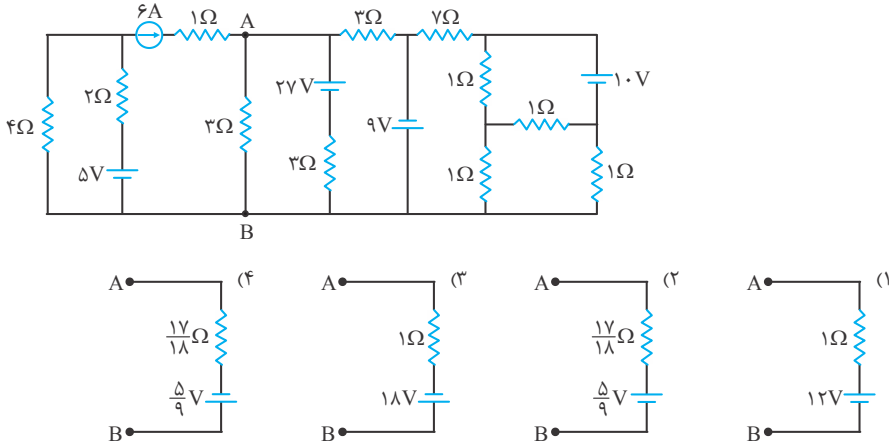 ۶A ۱Ω A ۳Ω ۷Ω
۴Ω ۲Ω ۵V ۳Ω ۲۷V ۳Ω ۹V ۱Ω ۱Ω ۱۰V ۱Ω ۱Ω
B
۱) A ۱Ω ۱۲V B
۲) A ۱۷/۱۸ Ω ۵/۹ V B
۳) A ۱Ω ۱۸V B
۴) A ۱۷/۱۸ Ω ۵/۹ V B